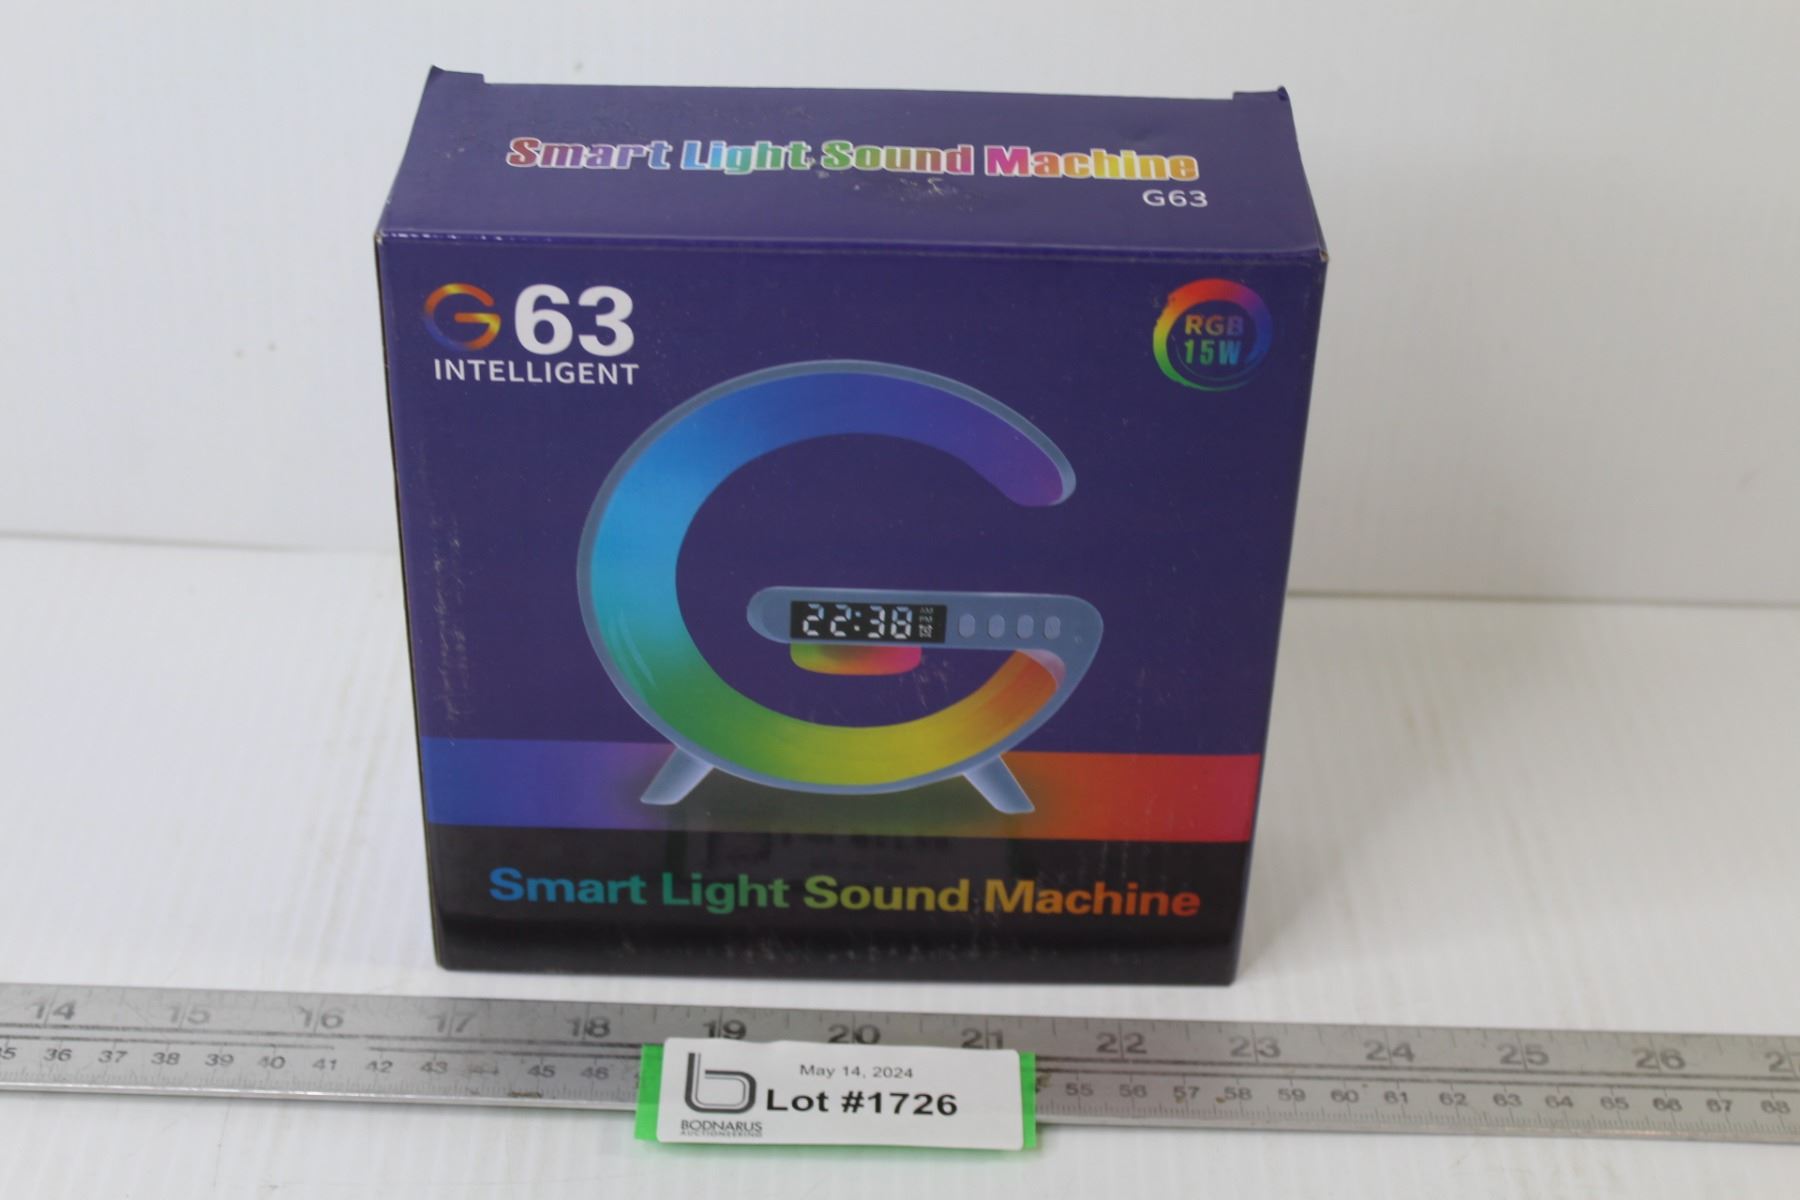 Smart Light Sound Machine
G63
G63
INTELLIGENT
RGB
15W
22:38
AM
PM
Smart Light Sound Machine
14 15 16 17 18 19 20 21 22 23 24 25 26
36 37 38 39 40 41 42 43 45 46 55 56 57 58 59 60 61 62 63 64 65 66 67 68
May 14, 2024
Lot #1726
BODNARUS
AUCTIONEERING